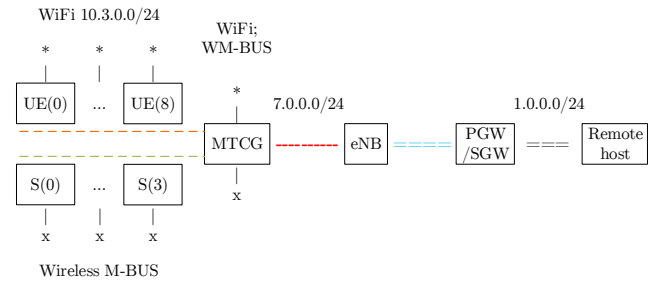 WiFi 10.3.0.0/24
WiFi;
WM-BUS
* * *
*
UE(0) ... UE(8)
7.0.0.0/24
1.0.0.0/24
MTCG
eNB
PGW
/SGW
Remote
host
S(0) ... S(3)
x
x x x
Wireless M-BUS